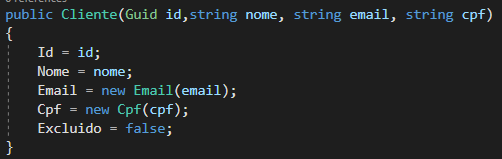 public Cliente(Guid id,string nome, string email, string cpf)
{
Id = id;
Nome = nome;
Email = new Email(email);
Cpf = new Cpf(cpf);
Excluido = false;
}